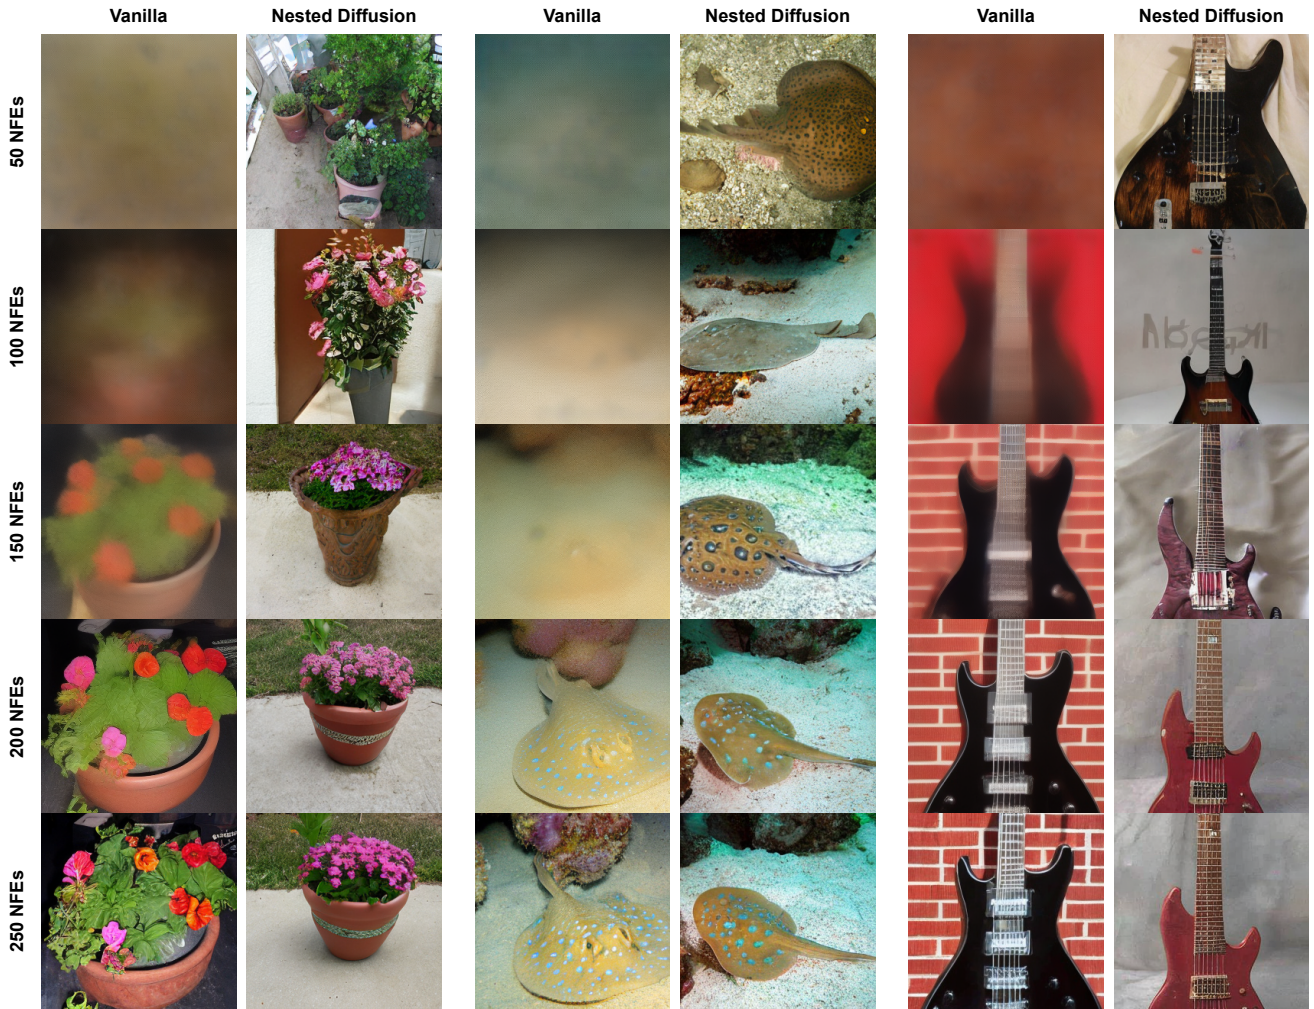 Vanilla Nested Diffusion Vanilla Nested Diffusion Vanilla Nested Diffusion
50 NFEs
100 NFEs
150 NFEs
200 NFEs
250 NFEs